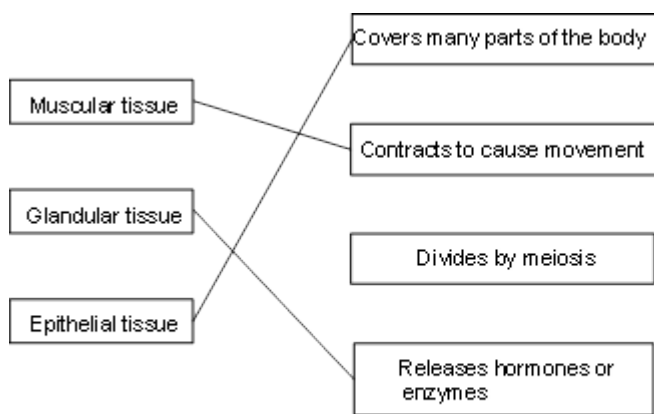 Covers many parts of the body
Muscular tissue
Contracts to cause movement
Glandular tissue
Divides by meiosis
Epithelial tissue
Releases hormones or
enzymes